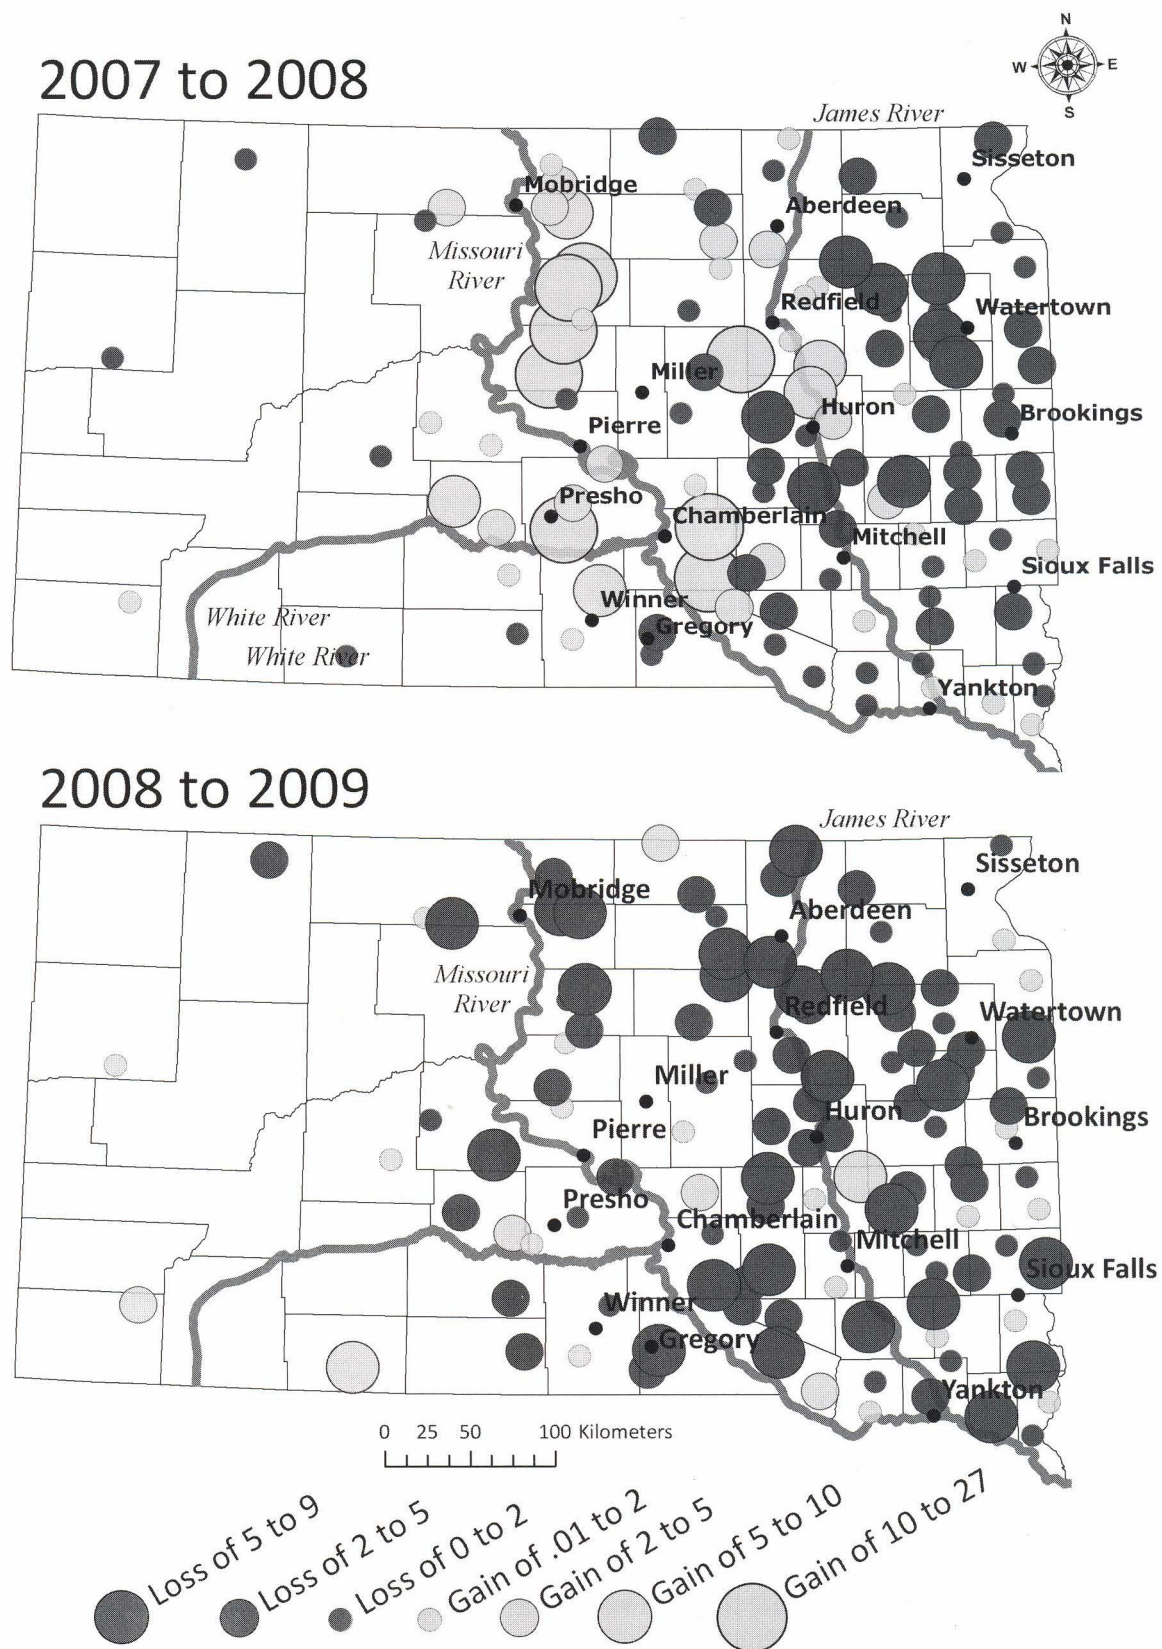 N
W E
S
2007 to 2008
James River
Sisseton
Mobridge
Aberdeen
Missouri
River
Redfield
Watertown
Miller
Huron
Brookings
Pierre
Presho
Chamberlain
Mitchell
Sioux Falls
Winner
White River
Gregory
White River
Yankton
2008 to 2009
James River
Sisseton
Mobridge
Aberdeen
Missouri
River
Redfield
Watertown
Miller
Huron
Brookings
Pierre
Presho
Chamberlain
Mitchell
Sioux Falls
Winner
Gregory
Yankton
0 25 50 100 Kilometers
Loss of 5 to 9
Loss of 2 to 5
Loss of 0 to 2
Gain of .01 to 2
Gain of 2 to 5
Gain of 5 to 10
Gain of 10 to 27